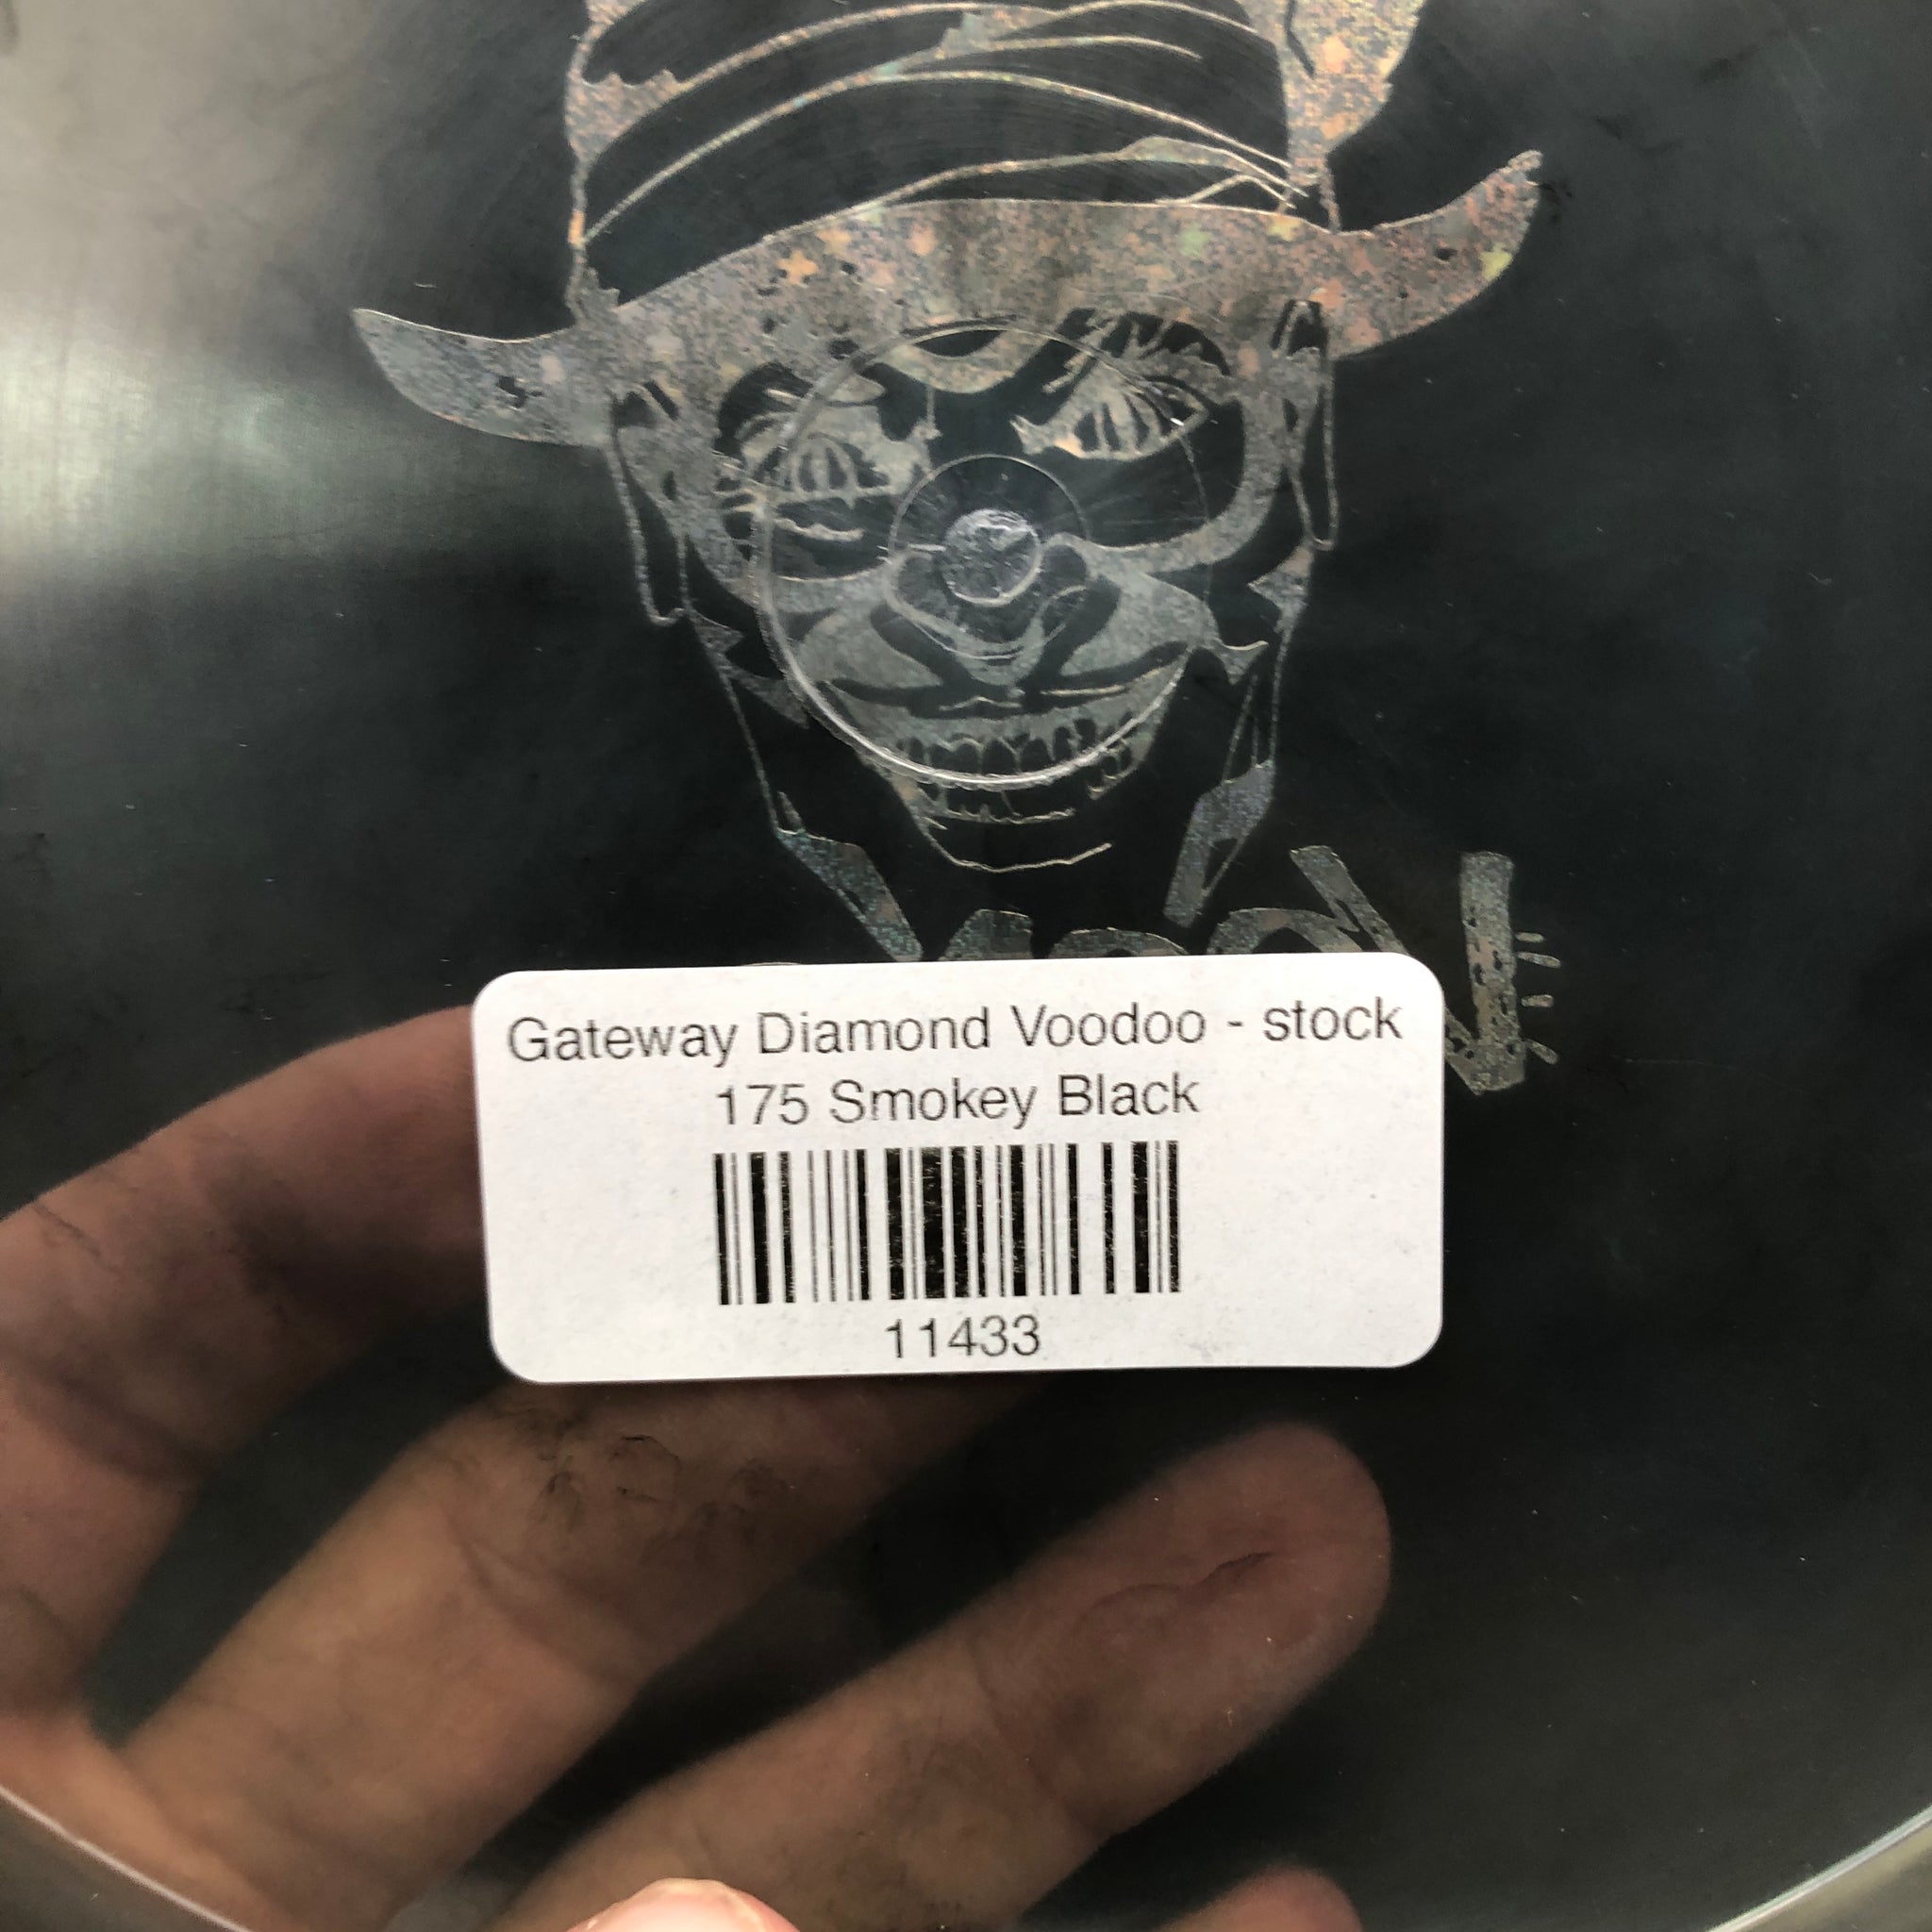 Gateway Diamond Voodoo - stock
175 Smokey Black
11433